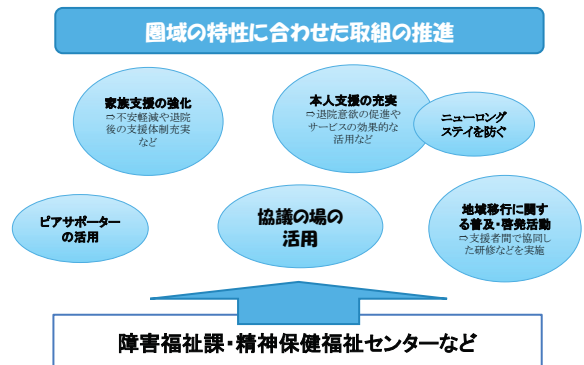 圏域の特性に合わせた取組の推進
家族支援の強化
⇒不安軽減や退院
後の支援体制充実
など
本人支援の充実
⇒退院意欲の促進や
サービスの効果的な
活用など
ニューロング
ステイを防ぐ
ピアサポーター
の活用
協議の場の
活用
地域移行に関す
る普及・啓発活動
⇒支援者間で協同し
た研修などを実施
障害福祉課・精神保健福祉センターなど